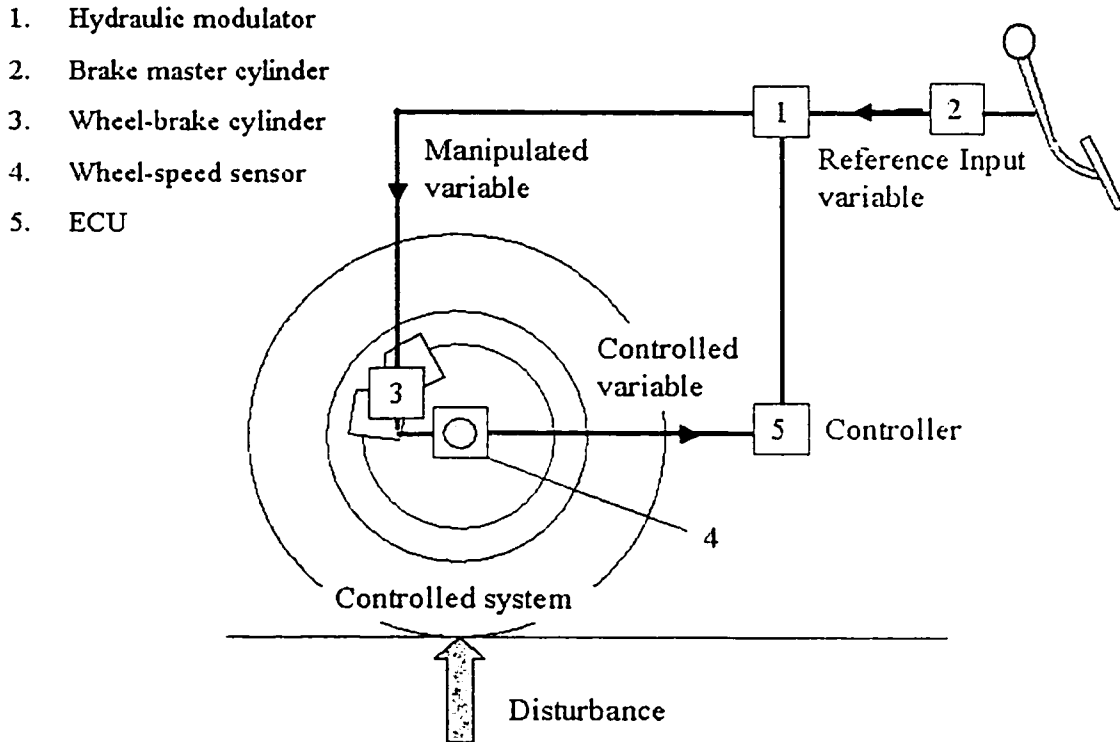 1. Hydraulic modulator
2. Brake master cylinder
3. Wheel-brake cylinder
4. Wheel-speed sensor
5. ECU
1
2
Manipulated
variable
Reference Input
variable
Controlled
variable
3
5
Controller
4
Controlled system
Disturbance